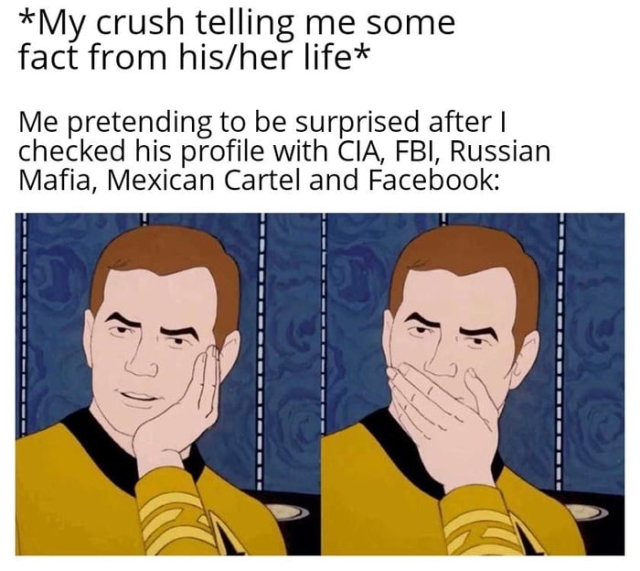 *My crush telling me some
fact from his/her life*
Me pretending to be surprised after I
checked his profile with CIA, FBI, Russian
Mafia, Mexican Cartel and Facebook: